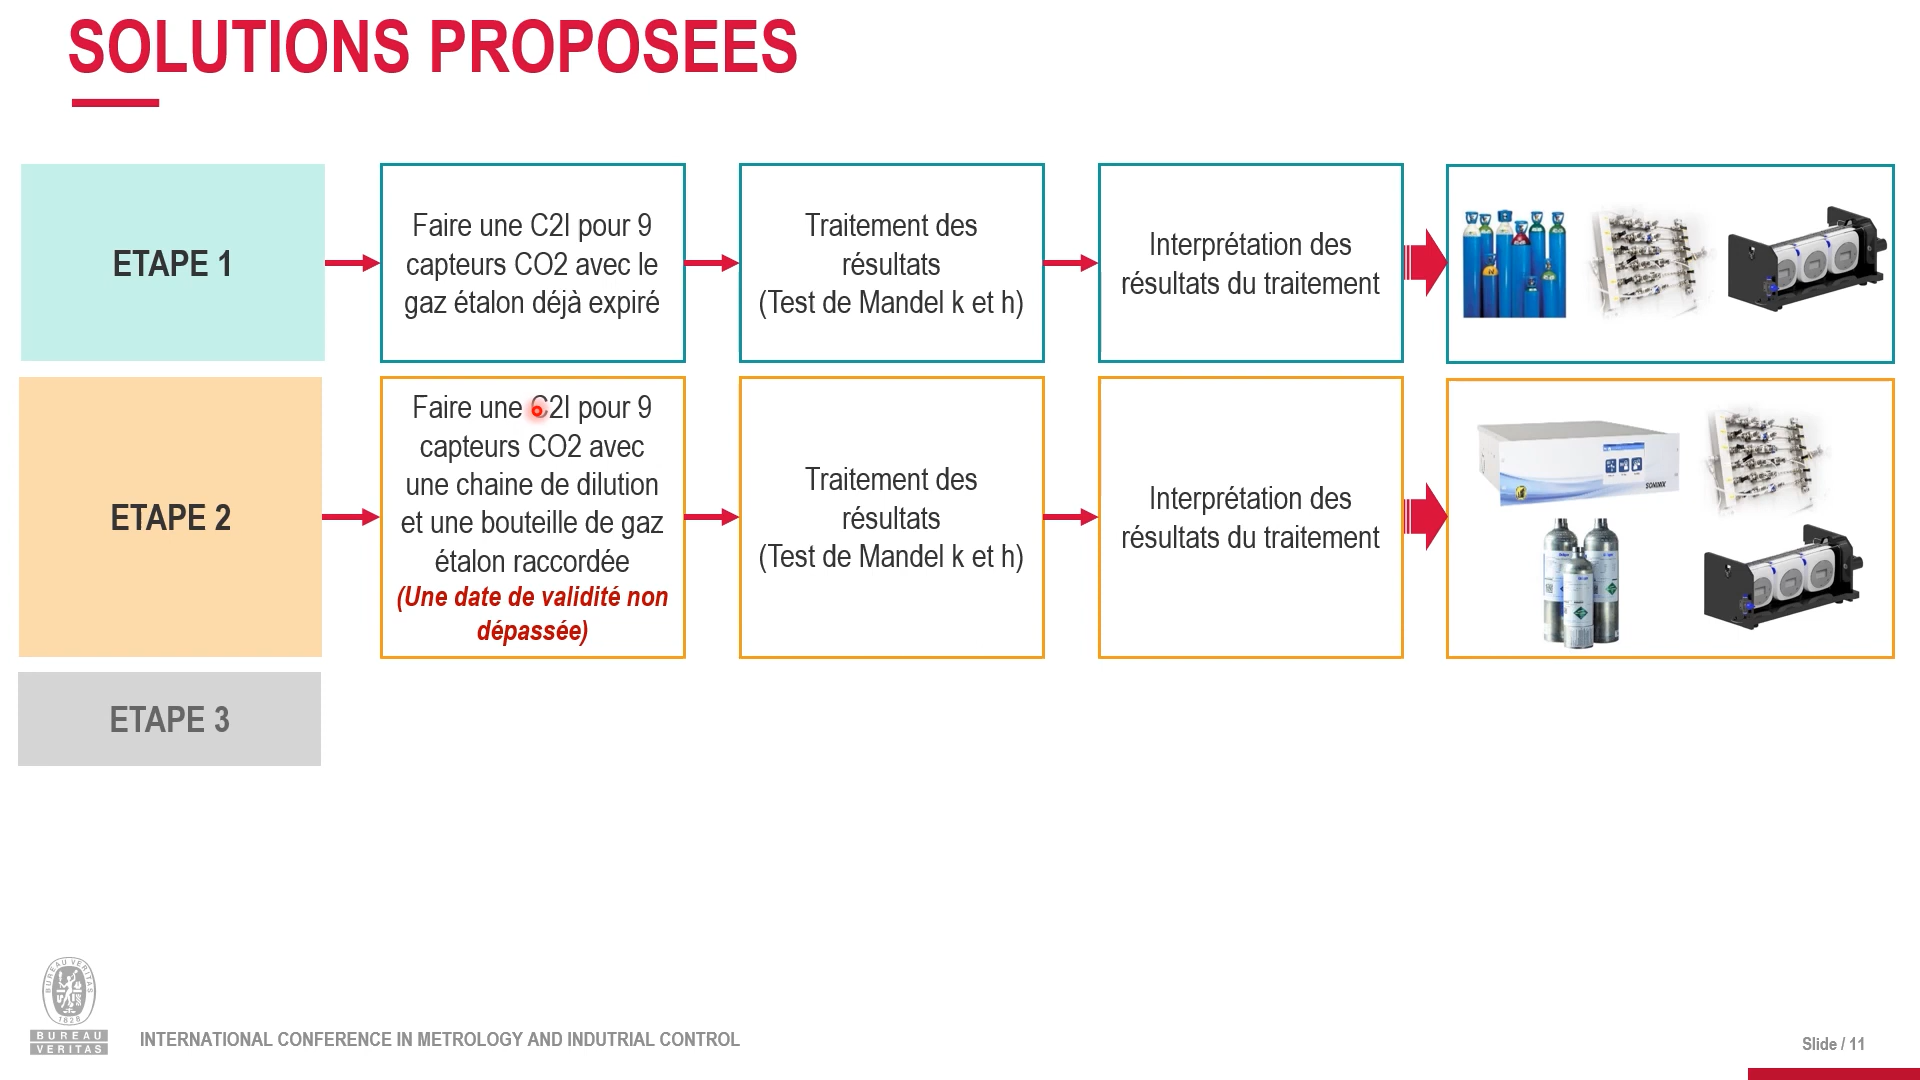 SOLUTIONS PROPOSEES
ETAPE 1
Faire une C2I pour 9
capteurs CO2 avec le
gaz étalon déjà expiré
Traitement des
résultats
(Test de Mandel k et h)
Interprétation des
résultats du traitement
ETAPE 2
Faire une C2I pour 9
capteurs CO2 avec
une chaine de dilution
et une bouteille de gaz
étalon raccordée
(Une date de validité non
dépassée)
Traitement des
résultats
(Test de Mandel k et h)
Interprétation des
résultats du traitement
SONIMIX
ETAPE 3
BUREAU VERITAS
1828
BUREAU
VERITAS
INTERNATIONAL CONFERENCE IN METROLOGY AND INDUTRIAL CONTROL
Slide / 11